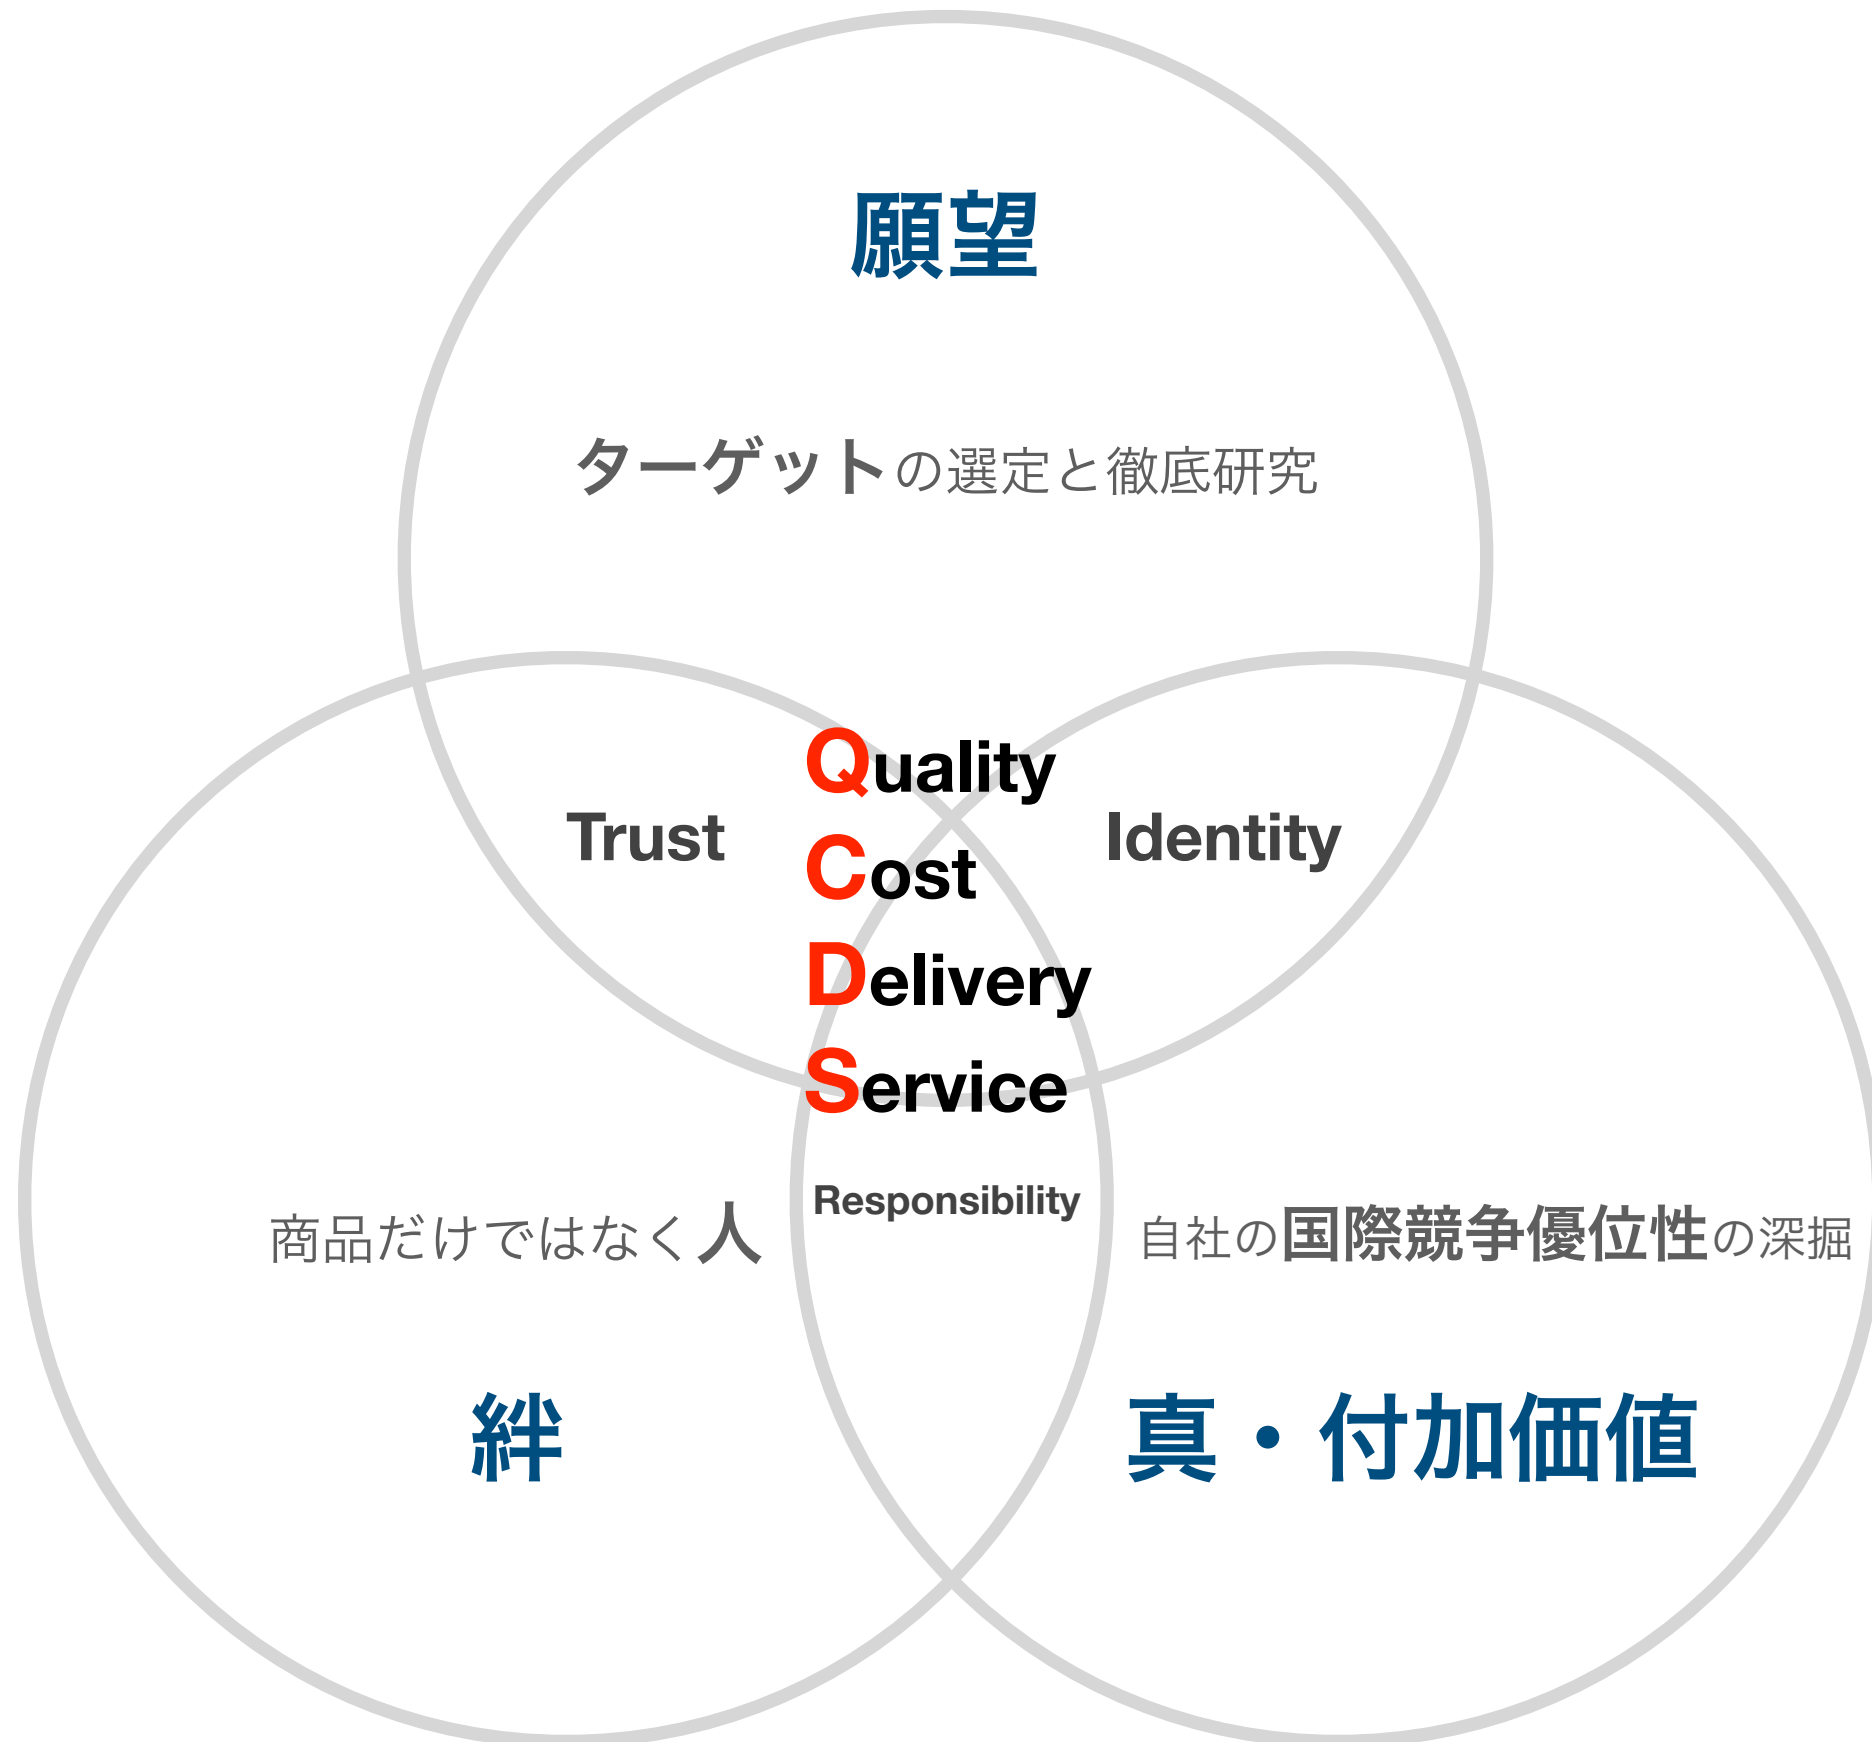 願望
ターゲットの選定と徹底研究
Quality
Trust
Identity
Cost
Delivery
Service
Responsibility
商品だけではなく人
自社の国際競争優位性の深掘
絆
真・付加価値